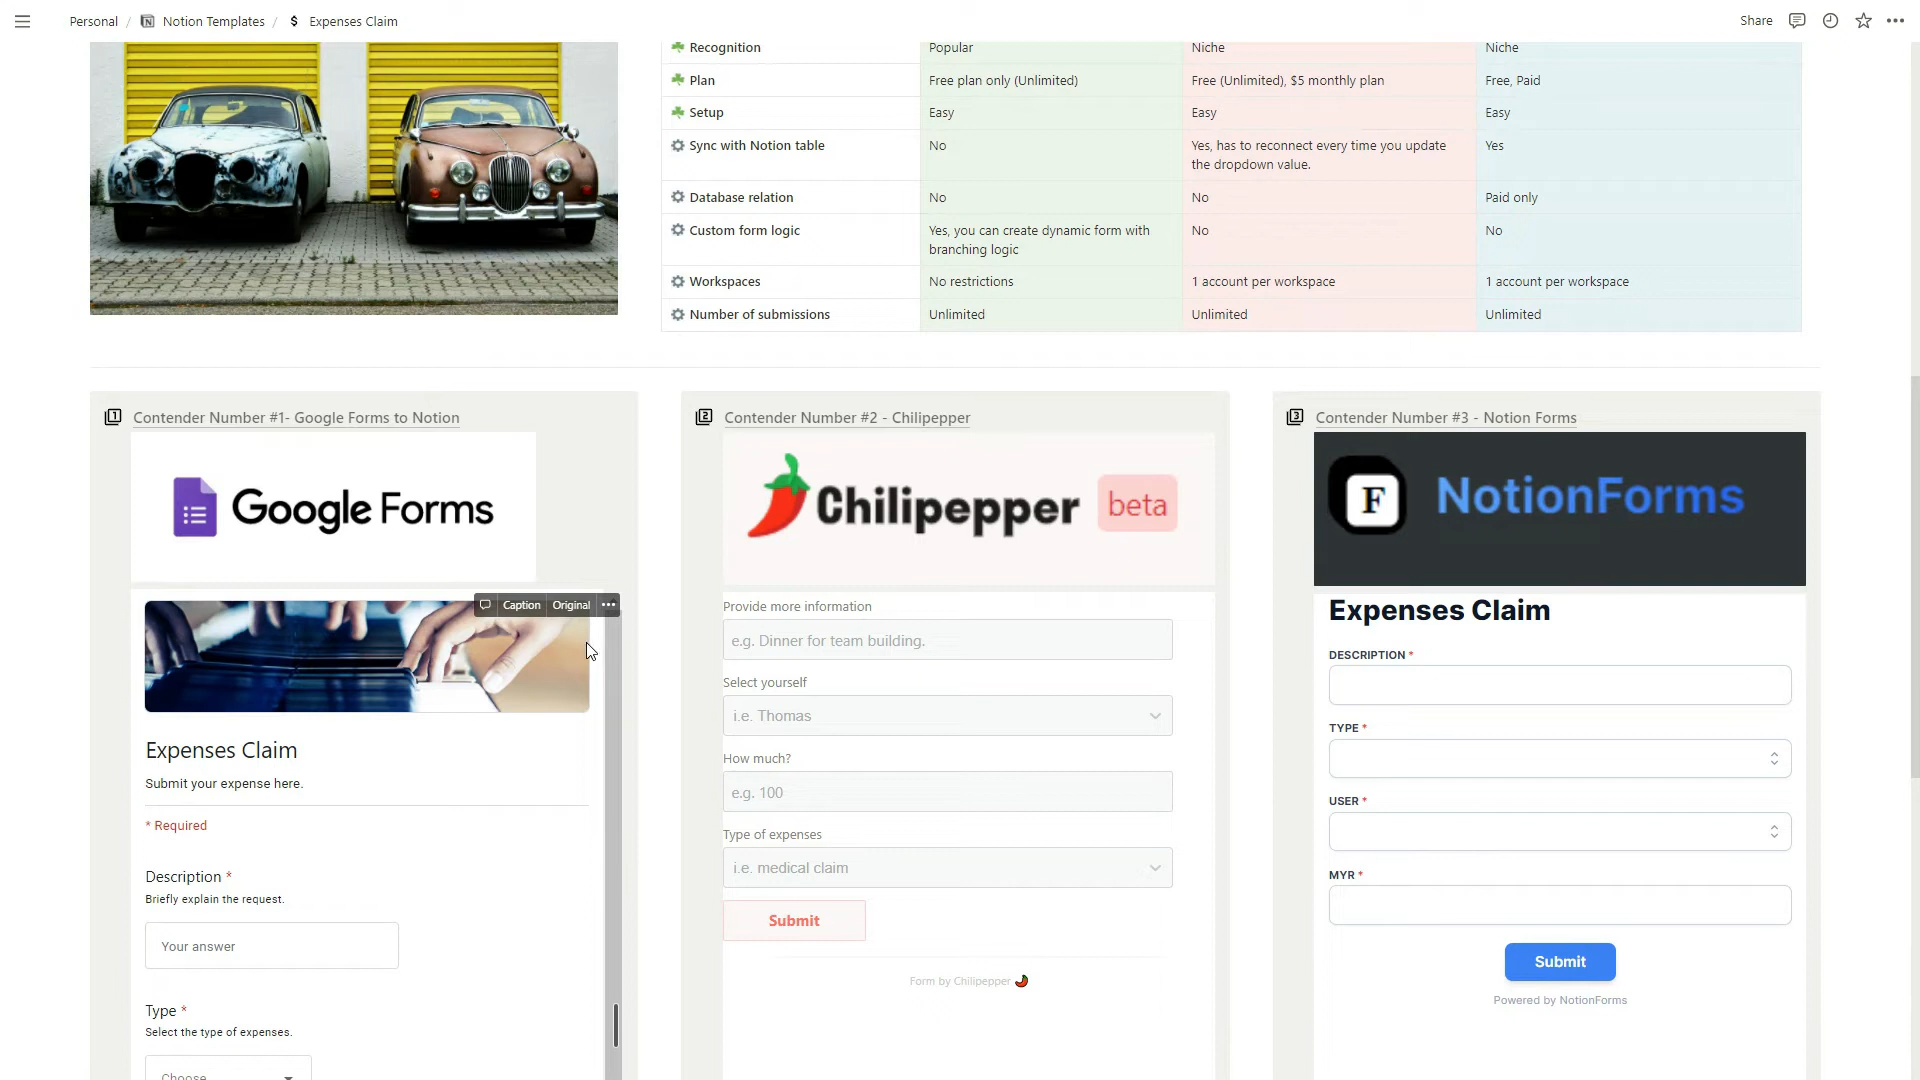 Personal / Notion Templates / $ Expenses Claim
Share
Recognition Popular Niche Niche
Plan Free plan only (Unlimited) Free (Unlimited), $5 monthly plan Free, Paid
Setup Easy Easy Easy
Sync with Notion table No Yes, has to reconnect every time you update Yes
the dropdown value.
Database relation No No Paid only
Custom form logic Yes, you can create dynamic form with No No
branching logic
Workspaces No restrictions 1 account per workspace 1 account per workspace
Number of submissions Unlimited Unlimited Unlimited
1 Contender Number #1- Google Forms to Notion
Google Forms
Caption Original
Expenses Claim
Submit your expense here.
* Required
Description *
Briefly explain the request.
Your answer
Type *
Select the type of expenses.
Choose
2 Contender Number #2 - Chilipepper
Chilipepper beta
Provide more information
e.g. Dinner for team building.
Select yourself
i.e. Thomas
How much?
e.g. 100
Type of expenses
i.e. medical claim
Submit
Form by Chilipepper
3 Contender Number #3 - Notion Forms
F NotionForms
Expenses Claim
DESCRIPTION *
TYPE *
USER *
MYR *
Submit
Powered by NotionForms